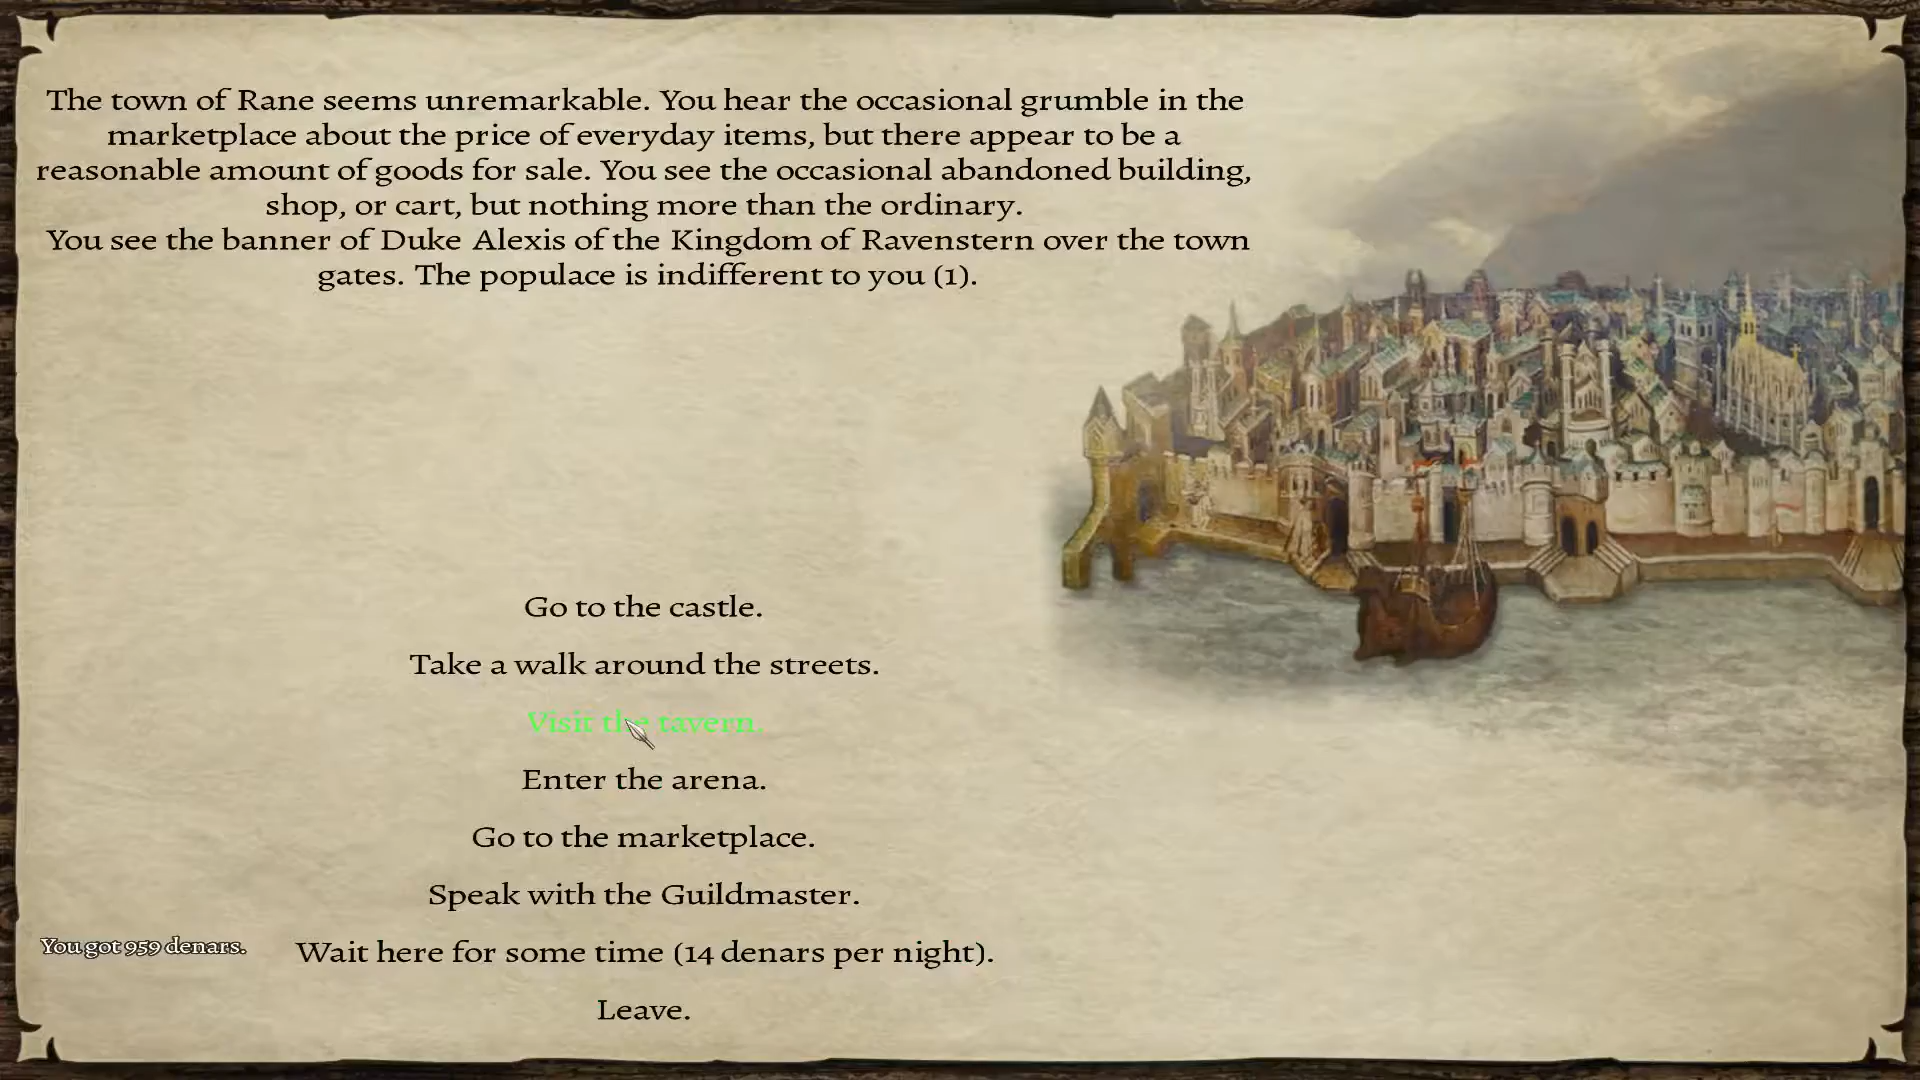 The town of Rane seems unremarkable. You hear the occasional grumble in the
marketplace about the price of everyday items, but there appear to be a
reasonable amount of goods for sale. You see the occasional abandoned building,
shop, or cart, but nothing more than the ordinary.
You see the banner of Duke Alexis of the Kingdom of Ravenstern over the town
gates. The populace is indifferent to you (1).
Go to the castle.
Take a walk around the streets.
Visit the tavern.
Enter the arena.
Go to the marketplace.
Speak with the Guildmaster.
You got 959 denars.
Wait here for some time (14 denars per night).
Leave.